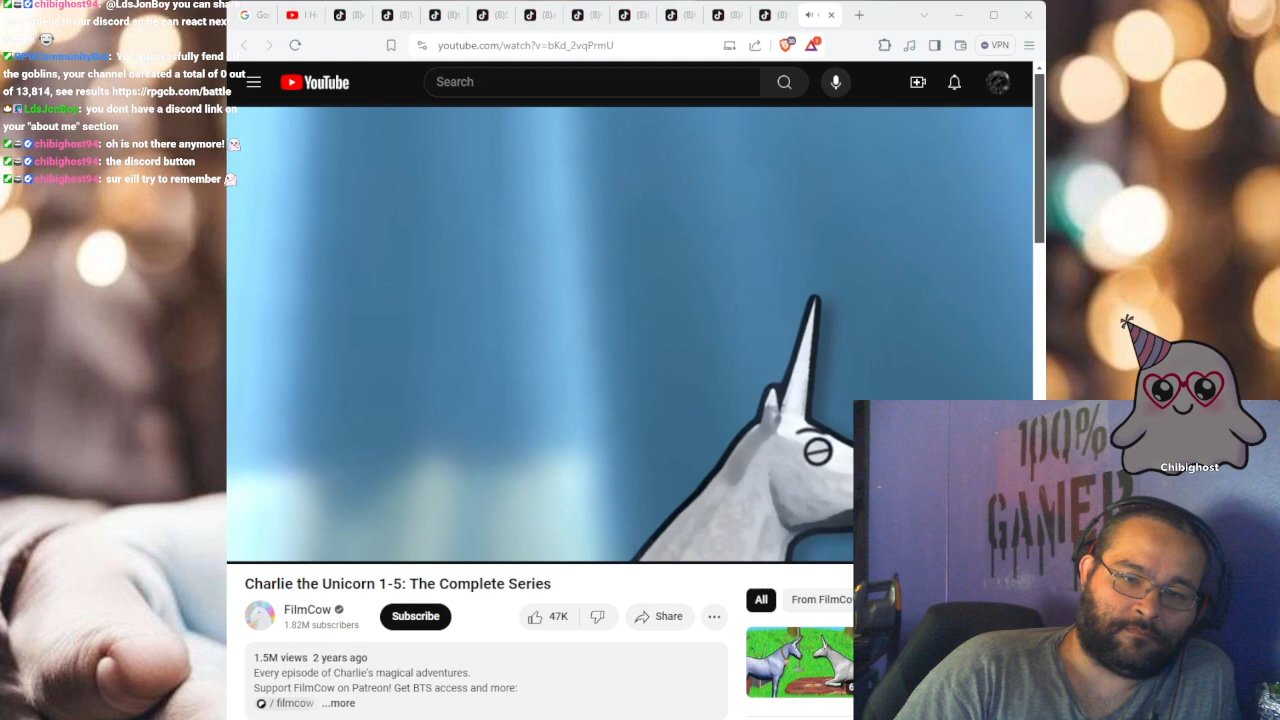 chibighost94: @LdsJonBoy you can share
in our discord so he can react next
RPGCommunityBot: You successfully fend off
the goblins, your channel defeated a total of 0 out
of 13,814, see results https://rpgcb.com/battle
LdsJonBoy: you dont have a discord link on
your "about me" section
chibighost94: oh is not there anymore!
chibighost94: the discord button
chibighost94: sur eill try to remember
youtube.com/watch?v=bKd_2vqPrmU
VPN
YouTube
Search
100%
GAMER
Chibighost
Charlie the Unicorn 1-5: The Complete Series
FilmCow
1.82M subscribers
Subscribe
47K
Share
All
From FilmCow
1.5M views 2 years ago
Every episode of Charlie's magical adventures.
Support FilmCow on Patreon! Get BTS access and more:
/ filmcow
...more